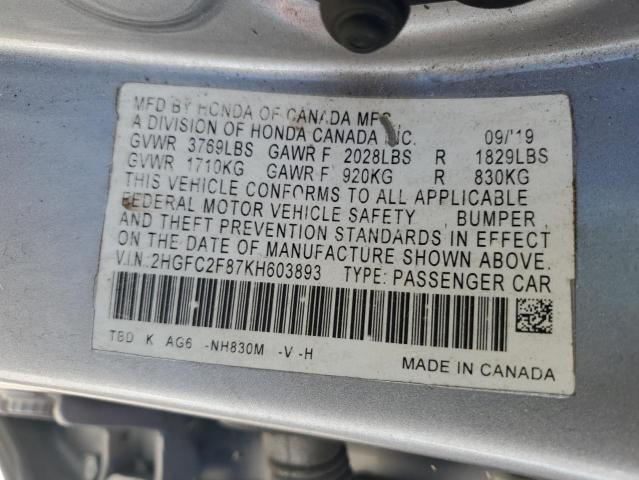 MFD BY HONDA OF CANADA MFG.
A DIVISION OF HONDA CANADA INC. 09/'19
GVWR 3769LBS GAWR F 2028LBS R 1829LBS
GVWR 1710KG GAWR F 920KG R 830KG
THIS VEHICLE CONFORMS TO ALL APPLICABLE
FEDERAL MOTOR VEHICLE SAFETY, BUMPER,
AND THEFT PREVENTION STANDARDS IN EFFECT
ON THE DATE OF MANUFACTURE SHOWN ABOVE.
V.I.N:2HGFC2F87KH603893 TYPE: PASSENGER CAR
TBD K AG6 -NH830M -V -H
MADE IN CANADA